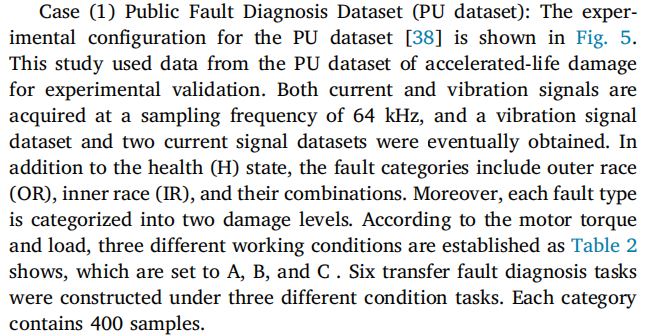 Case (1) Public Fault Diagnosis Dataset (PU dataset): The exper-
imental configuration for the PU dataset [38] is shown in Fig. 5.
This study used data from the PU dataset of accelerated-life damage
for experimental validation. Both current and vibration signals are
acquired at a sampling frequency of 64 kHz, and a vibration signal
dataset and two current signal datasets were eventually obtained. In
addition to the health (H) state, the fault categories include outer race
(OR), inner race (IR), and their combinations. Moreover, each fault type
is categorized into two damage levels. According to the motor torque
and load, three different working conditions are established as Table 2
shows, which are set to A, B, and C . Six transfer fault diagnosis tasks
were constructed under three different condition tasks. Each category
contains 400 samples.